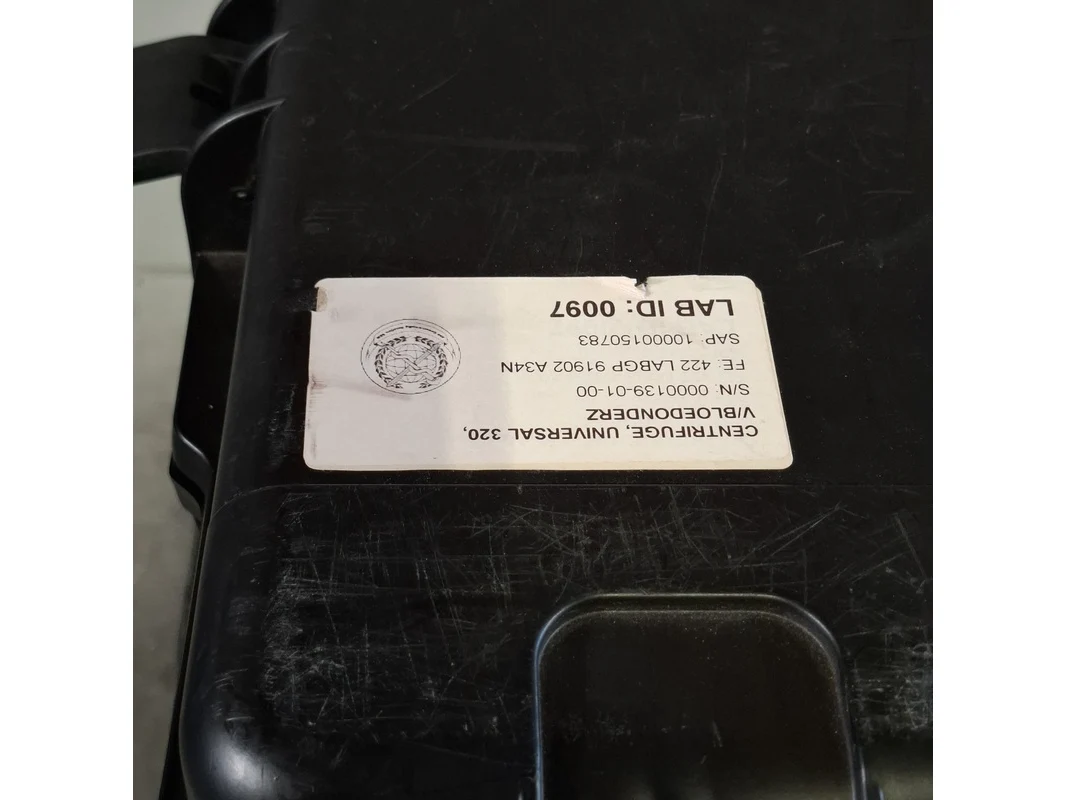 CENTRIFUGE, UNIVERSAL 320,
V/BLOEDONDERZ
S/N: 0000139-01-00
FE: 422 LABGP 91902 A34N
SAP: 10000150783
LAB ID: 0097